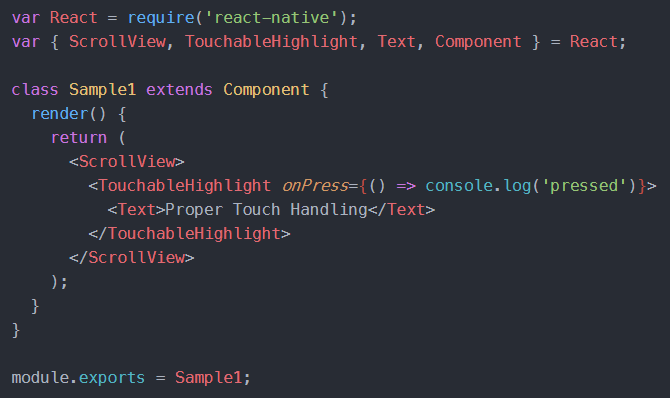 var React = require('react-native');
var { ScrollView, TouchableHighlight, Text, Component } = React;

class Sample1 extends Component {
  render() {
    return (
      <ScrollView>
        <TouchableHighlight onPress={() => console.log('pressed')}>
          <Text>Proper Touch Handling</Text>
        </TouchableHighlight>
      </ScrollView>
    );
  }
}

module.exports = Sample1;